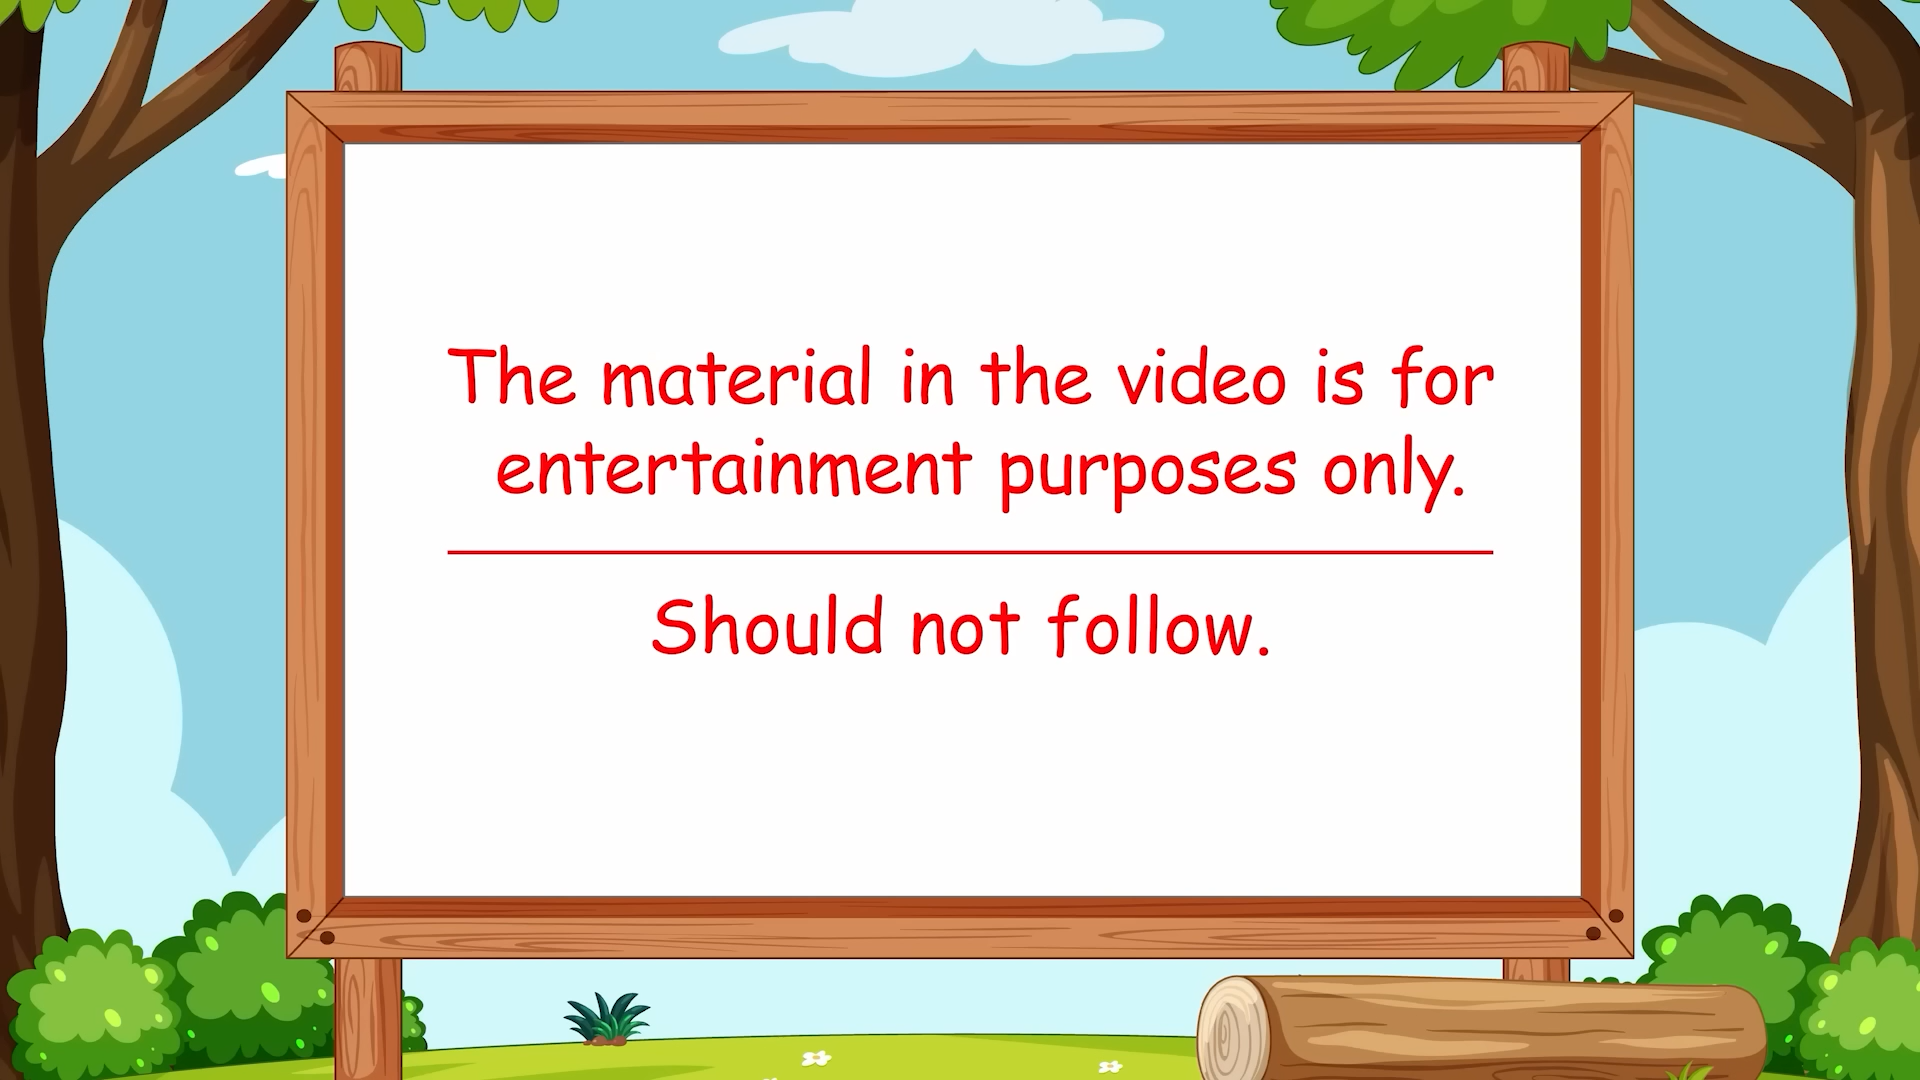 The material in the video is for
entertainment purposes only.
Should not follow.